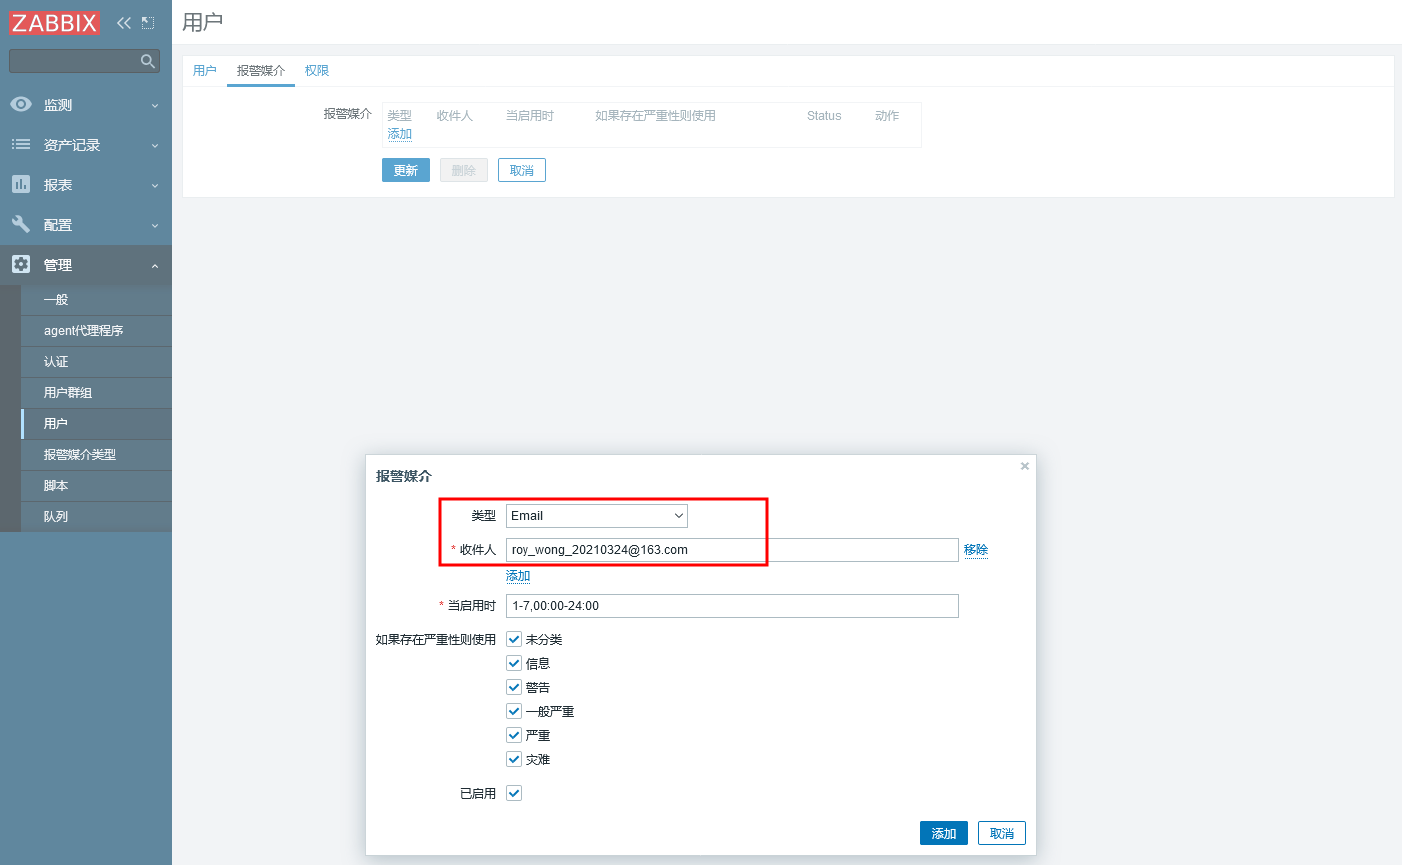 ZABBIX
监测
资产记录
报表
配置
管理
一般
agent代理程序
认证
用户群组
用户
报警媒介类型
脚本
队列
用户
用户 报警媒介 权限
报警媒介 类型 收件人 当启用时 如果存在严重性则使用 Status 动作
添加
更新 删除 取消
报警媒介
类型 Email
* 收件人 roy_wong_20210324@163.com 移除
添加
* 当启用时 1-7,00:00-24:00
如果存在严重性则使用 未分类
信息
警告
一般严重
严重
灾难
已启用
添加 取消